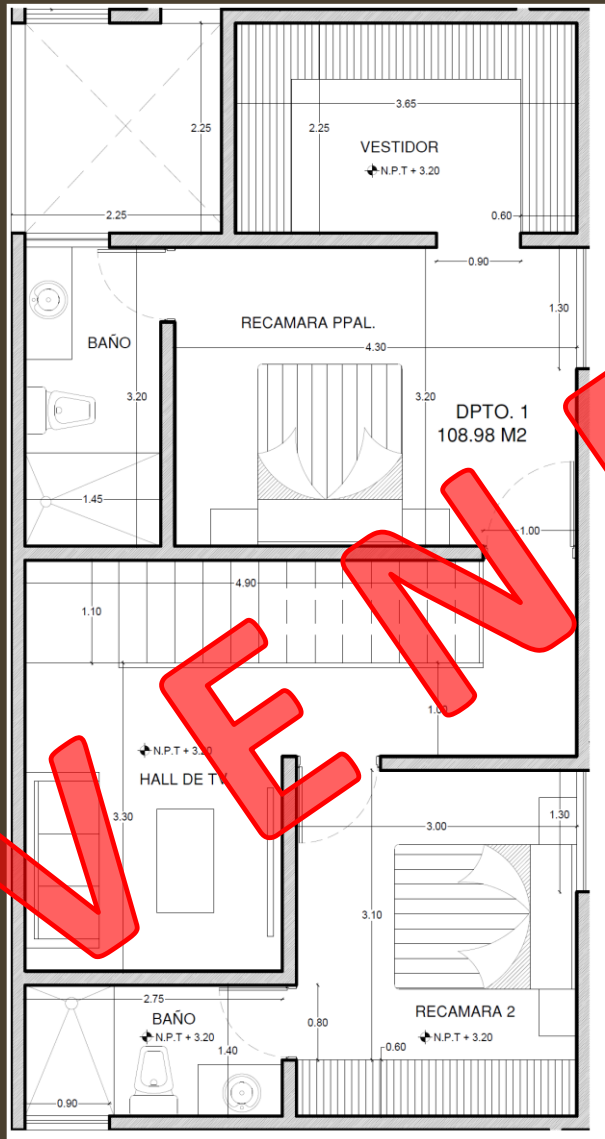 2.25
3.65
2.25
VESTIDOR
N.P.T + 3.20
2.25
0.60
0.90
1.30
RECAMARA PPAL.
BAÑO
4.30
3.20
3.20
DPTO. 1
108.98 M2
1.45
1.00
4.90
1.10
N.P.T + 3.20
HALL DE TV
3.30
3.00
1.30
3.10
2.75
BAÑO
N.P.T + 3.20
0.80
RECAMARA 2
N.P.T + 3.20
1.40
0.60
0.90
V E N